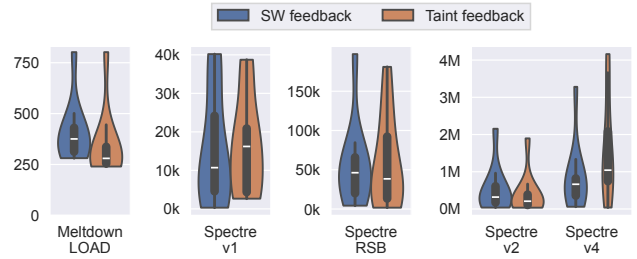 SW feedback Taint feedback
750
500
250
0
Meltdown
LOAD
40k
30k
20k
10k
0k
Spectre
v1
150k
100k
50k
0k
Spectre
RSB
4M
3M
2M
1M
0M
Spectre
v2
Spectre
v4